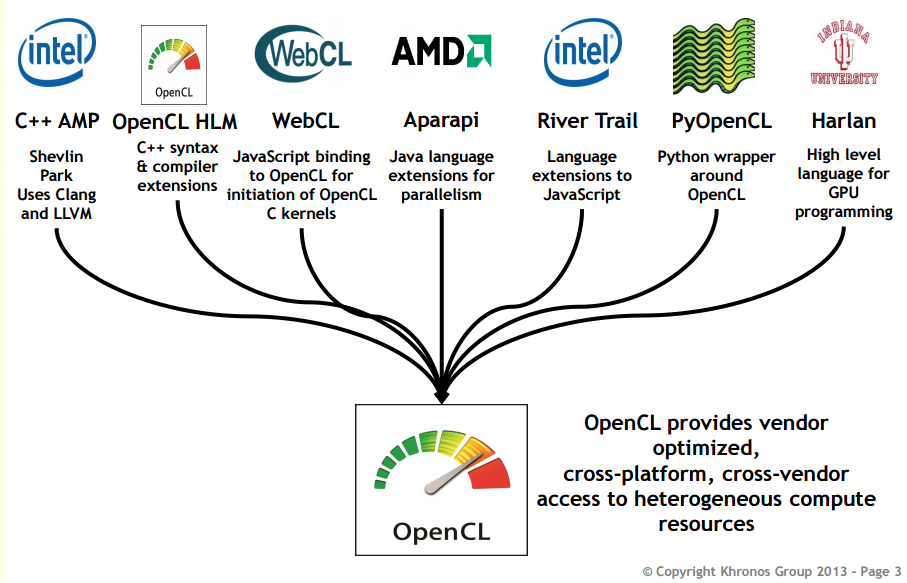 intel
OpenCL
WebCL
AMD
intel
INDIANA
UNIVERSITY
C++ AMP
OpenCL HLM
WebCL
Aparapi
River Trail
PyOpenCL
Harlan
Shevlin
Park
Uses Clang
and LLVM
C++ syntax
& compiler
extensions
JavaScript binding
to OpenCL for
initiation of OpenCL
C kernels
Java language
extensions for
parallelism
Language
extensions to
JavaScript
Python wrapper
around
OpenCL
High level
language for
GPU
programming
OpenCL
OpenCL provides vendor
optimized,
cross-platform, cross-vendor
access to heterogeneous compute
resources
© Copyright Khronos Group 2013 - Page 3